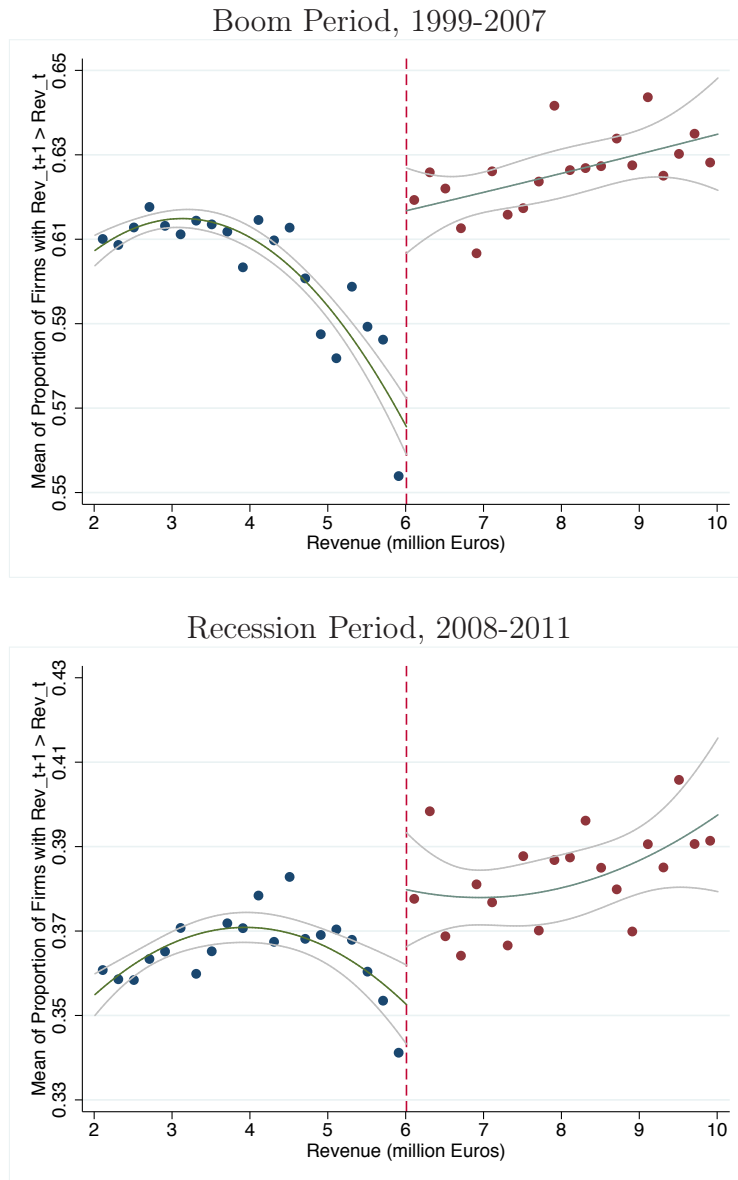 Boom Period, 1999-2007
Mean of Proportion of Firms with Rev_t+1 > Rev_t
0.65
0.63
0.61
0.59
0.57
0.55
2 3 4 5 6 7 8 9 10
Revenue (million Euros)
Recession Period, 2008-2011
Mean of Proportion of Firms with Rev_t+1 > Rev_t
0.43
0.41
0.39
0.37
0.35
0.33
2 3 4 5 6 7 8 9 10
Revenue (million Euros)